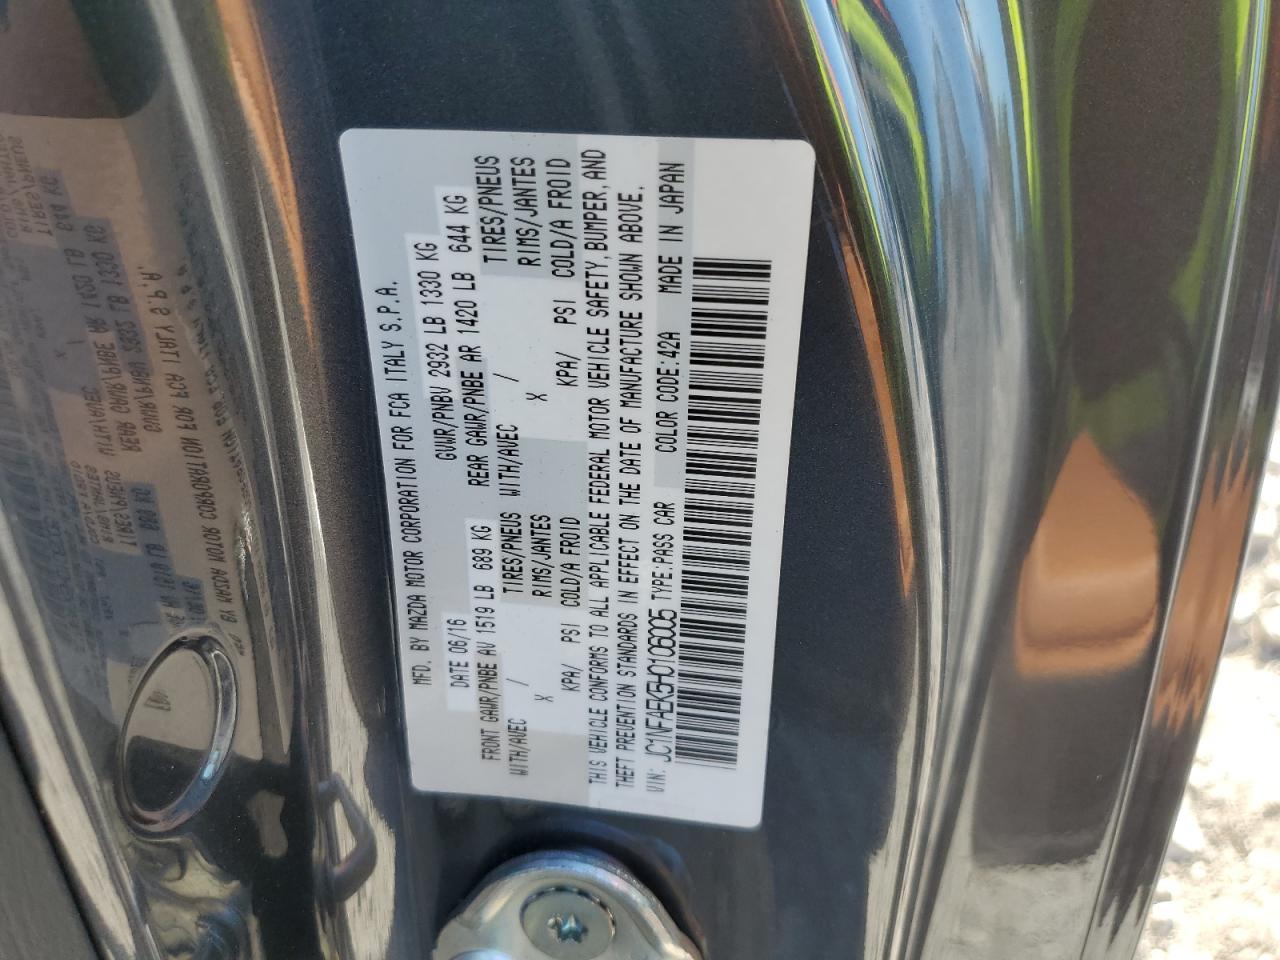 MFD. BY MAZDA MOTOR CORPORATION FOR FCA ITALY S.P.A.
DATE 06/16 GVWR/PNBV 2932 LB 1330 KG
FRONT GAWR/PNBE AV 1519 LB 689 KG REAR GAWR/PNBE AR 1420 LB 644 KG
WITH/AVEC / TIRES/PNEUS WITH/AVEC / TIRES/PNEUS
X RIMS/JANTES X RIMS/JANTES
KPA/ PSI COLD/A FROID KPA/ PSI COLD/A FROID
THIS VEHICLE CONFORMS TO ALL APPLICABLE FEDERAL MOTOR VEHICLE SAFETY, BUMPER, AND
THEFT PREVENTION STANDARDS IN EFFECT ON THE DATE OF MANUFACTURE SHOWN ABOVE.
VIN: JC1NFAEK5H0106005 TYPE:PASS CAR COLOR CODE:42A MADE IN JAPAN